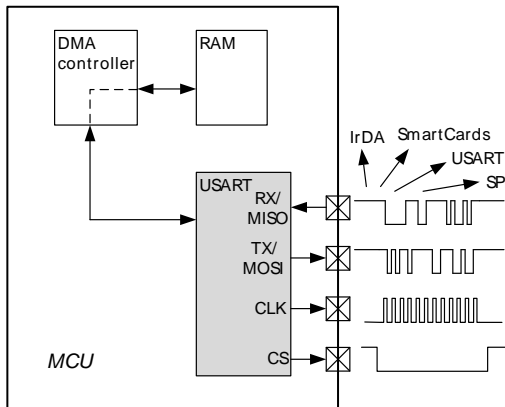 DMA
controller
RAM
IrDA
SmartCards
USART
SP
USART
RX/
MISO
TX/
MOSI
CLK
CS
MCU